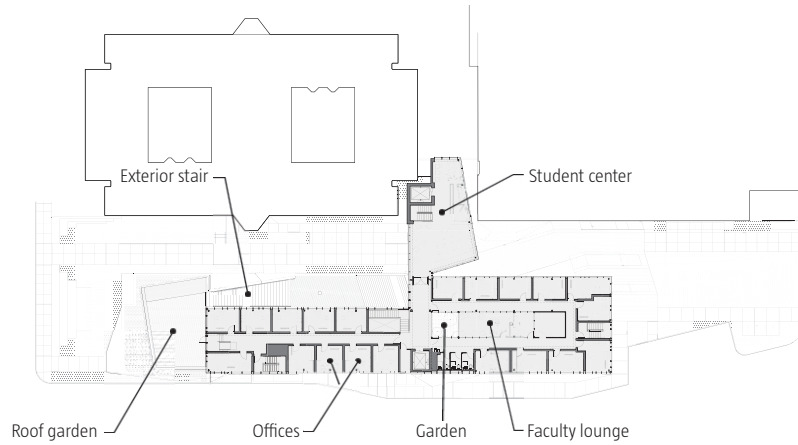 Exterior stair
Student center
Roof garden
Offices
Garden
Faculty lounge